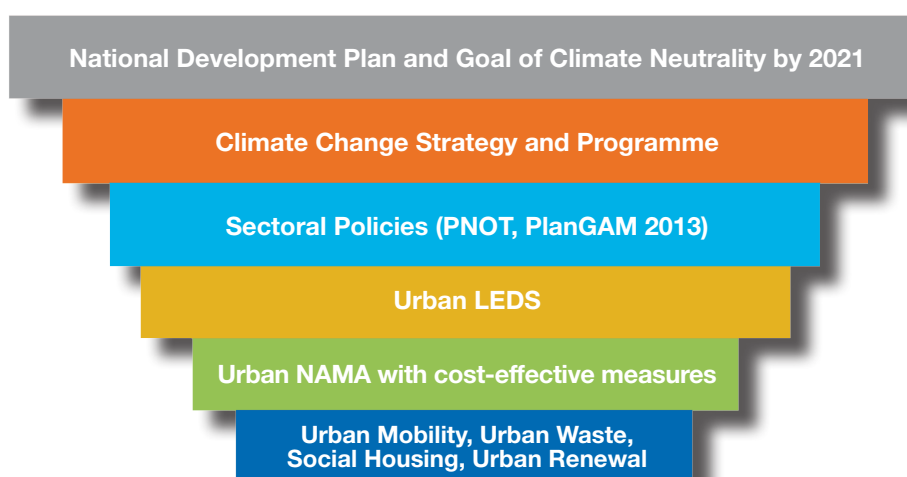 National Development Plan and Goal of Climate Neutrality by 2021
Climate Change Strategy and Programme
Sectoral Policies (PNOT, PlanGAM 2013)
Urban LEDS
Urban NAMA with cost-effective measures
Urban Mobility, Urban Waste,
Social Housing, Urban Renewal